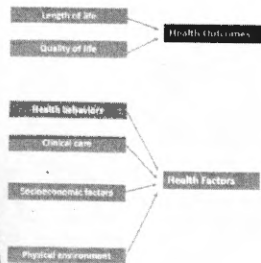 Length of life
Health Outcomes
Quality of life
Health behaviors
Clinical care
Socioeconomic factors
Health Factors
Physical environment